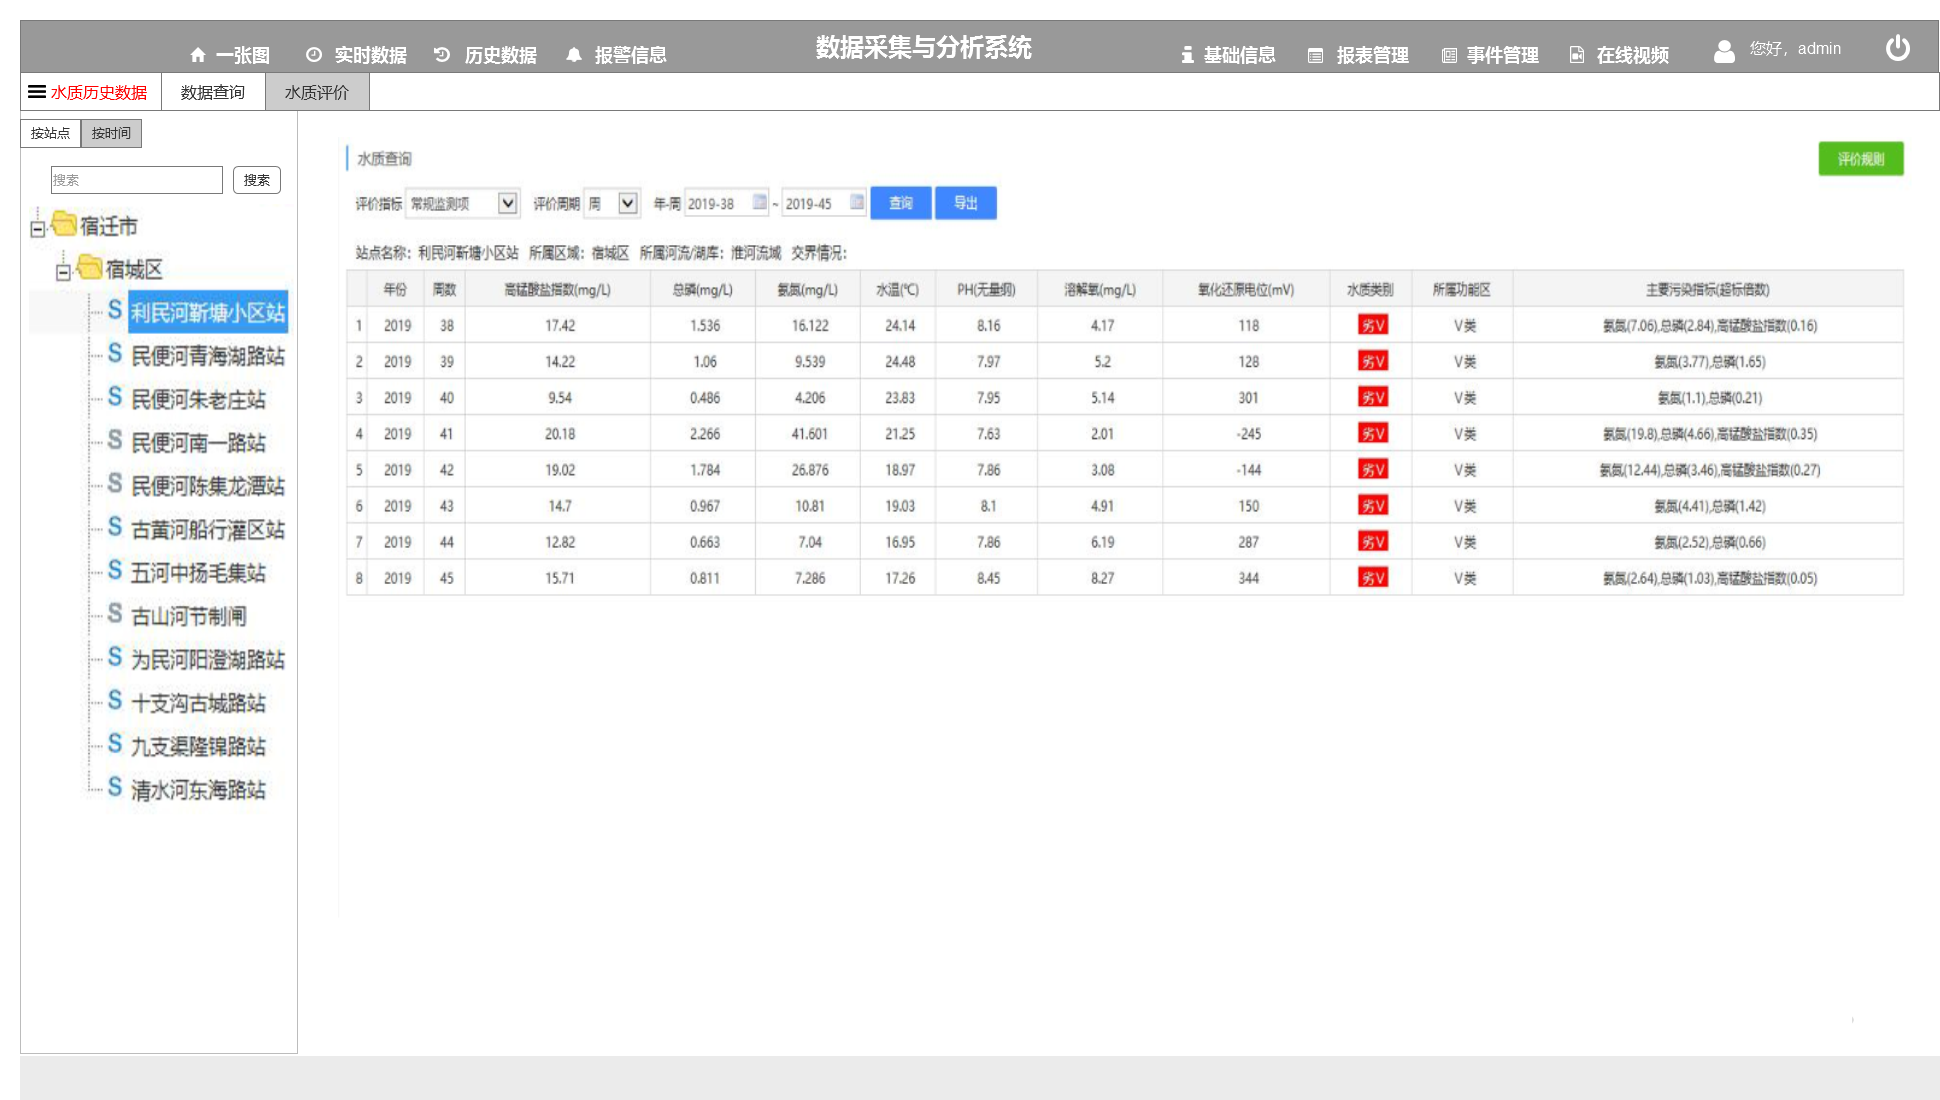 一张图 实时数据 历史数据 报警信息 数据采集与分析系统 基础信息 报表管理 事件管理 在线视频 您好，admin
水质历史数据 数据查询 水质评价
按站点 按时间
搜索 搜索
宿迁市
宿城区
S 利民河靳塘小区站
S 民便河青海湖路站
S 民便河朱老庄站
S 民便河南一路站
S 民便河陈集龙潭站
S 古黄河船行灌区站
S 五河中扬毛集站
S 古山河节制闸
S 为民河阳澄湖路站
S 十支沟古城路站
S 九支渠隆锦路站
S 清水河东海路站
水质查询 评价规则
评价指标 常规监测项 评价周期 周 年-周 2019-38 ~ 2019-45 查询 导出
站点名称：利民河靳塘小区站 所属区域：宿城区 所属河流/湖库：淮河流域 交界情况：
年份 周数 高锰酸盐指数(mg/L) 总磷(mg/L) 氨氮(mg/L) 水温(℃) PH(无量纲) 溶解氧(mg/L) 氧化还原电位(mV) 水质类别 所属功能区 主要污染指标(超标倍数)
1 2019 38 17.42 1.536 16.122 24.14 8.16 4.17 118 劣V V类 氨氮(7.06),总磷(2.84),高锰酸盐指数(0.16)
2 2019 39 14.22 1.06 9.539 24.48 7.97 5.2 128 劣V V类 氨氮(3.77),总磷(1.65)
3 2019 40 9.54 0.486 4.206 23.83 7.95 5.14 301 劣V V类 氨氮(1.1),总磷(0.21)
4 2019 41 20.18 2.266 41.601 21.25 7.63 2.01 -245 劣V V类 氨氮(19.8),总磷(4.66),高锰酸盐指数(0.35)
5 2019 42 19.02 1.784 26.876 18.97 7.86 3.08 -144 劣V V类 氨氮(12.44),总磷(3.46),高锰酸盐指数(0.27)
6 2019 43 14.7 0.967 10.81 19.03 8.1 4.91 150 劣V V类 氨氮(4.41),总磷(1.42)
7 2019 44 12.82 0.663 7.04 16.95 7.86 6.19 287 劣V V类 氨氮(2.52),总磷(0.66)
8 2019 45 15.71 0.811 7.286 17.26 8.45 8.27 344 劣V V类 氨氮(2.64),总磷(1.03),高锰酸盐指数(0.05)